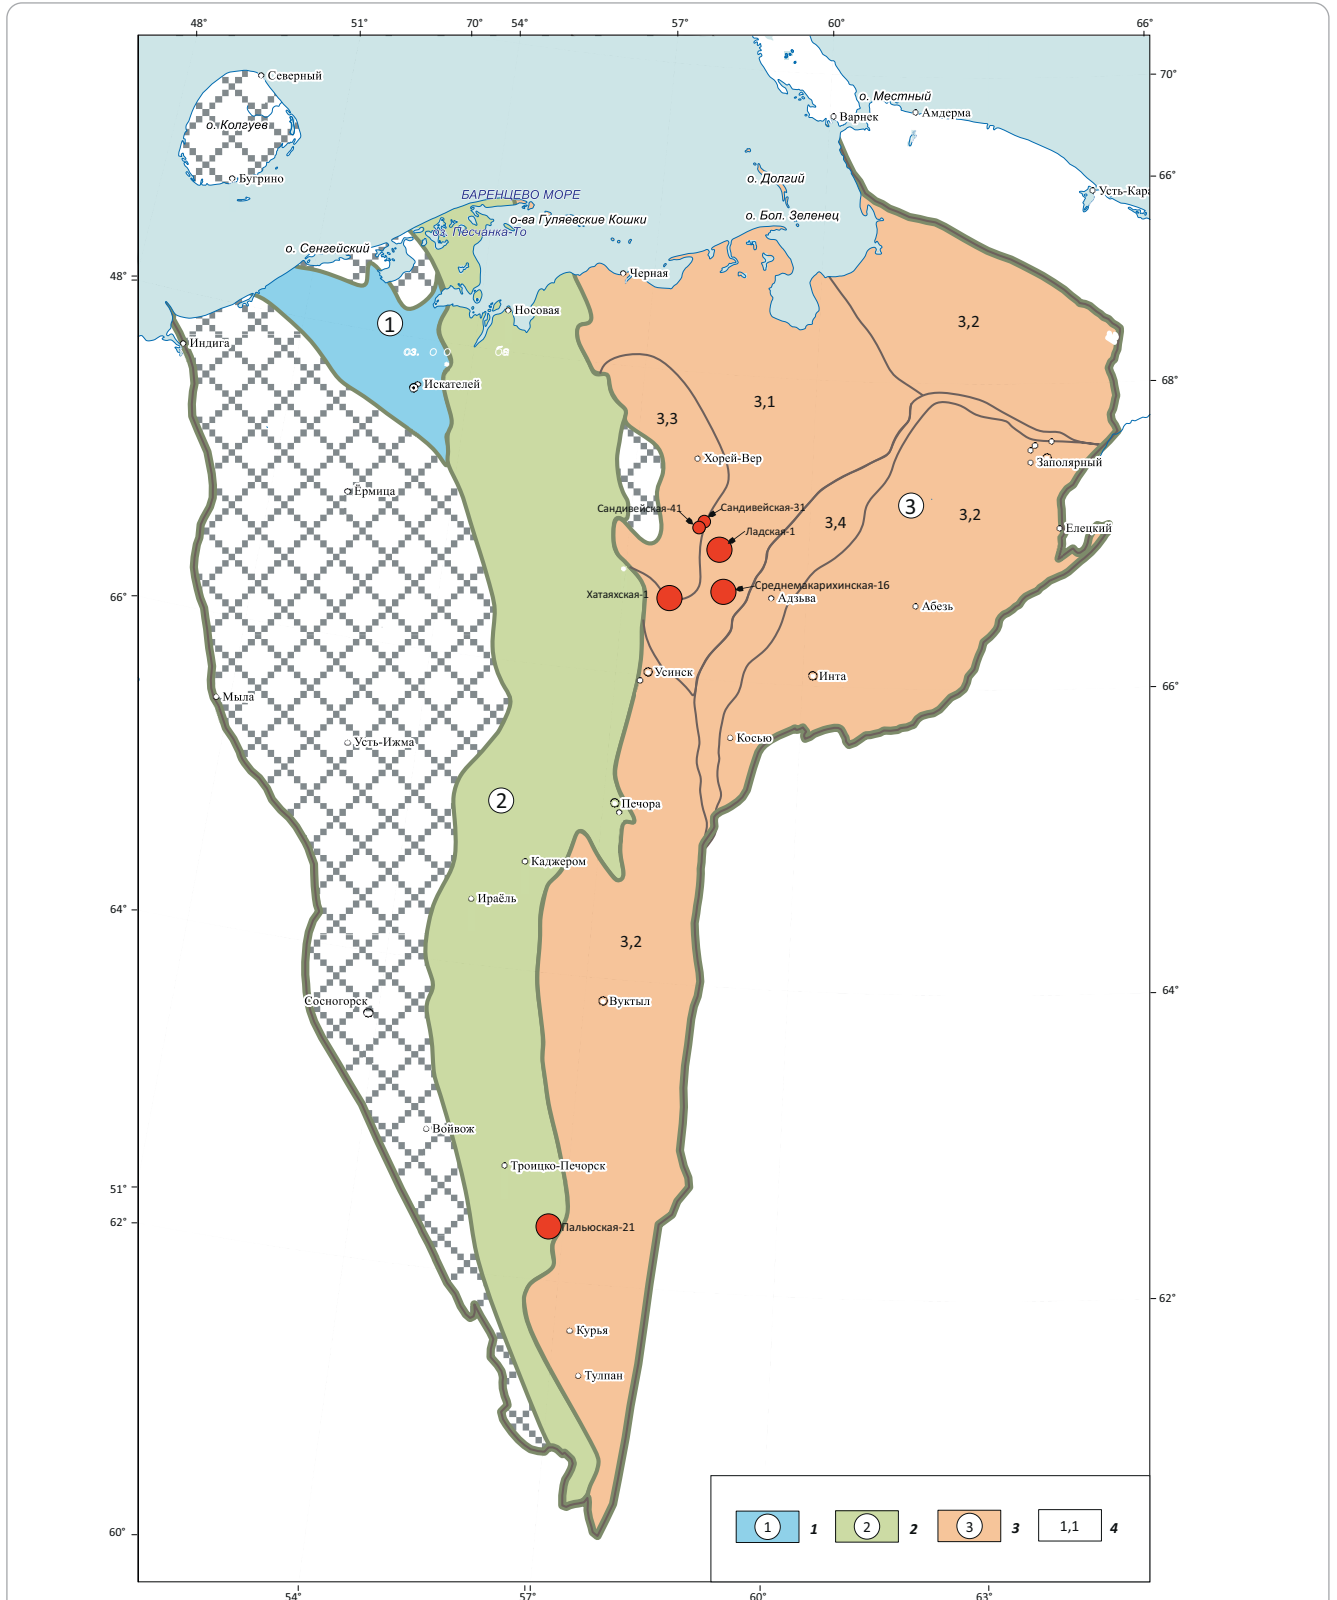 48° 51° 70° 54° 57° 60° 66°
Северный
70°
о. Местный
Амдерма
Варнек
о. Колгуев
Бугрино
66°
о. Долгий
БАРЕНЦЕВО МОРЕ
о. Бол. Зеленец
о-ва Гуляевские Кошки
оз. Песчанка-То
о. Сенгейский
48°
Черная
Носовая
1
3,2
Индига
оз.
Искателей
68°
3,1
3,3
Хорей-Вер
Заполярный
Ёрмица
3
Сандивейская-41
Сандивейская-31
3,4
3,2
Ладская-1
Елецкий
Среднемакарихинская-16
66°
Хатаяхская-1
Адзьва
Абезь
Усинск
Инта
66°
Мыла
Усть-Ижма
Косью
2
Печора
Каджером
Ираёль
64°
3,2
64°
Сосногорск
Вуктыл
Войвож
Троицко-Печорск
51°
62°
Пальюская-21
62°
Курья
Тулпан
60°
1 1 2 2 3 3 1,1 4
54° 57° 60° 63°